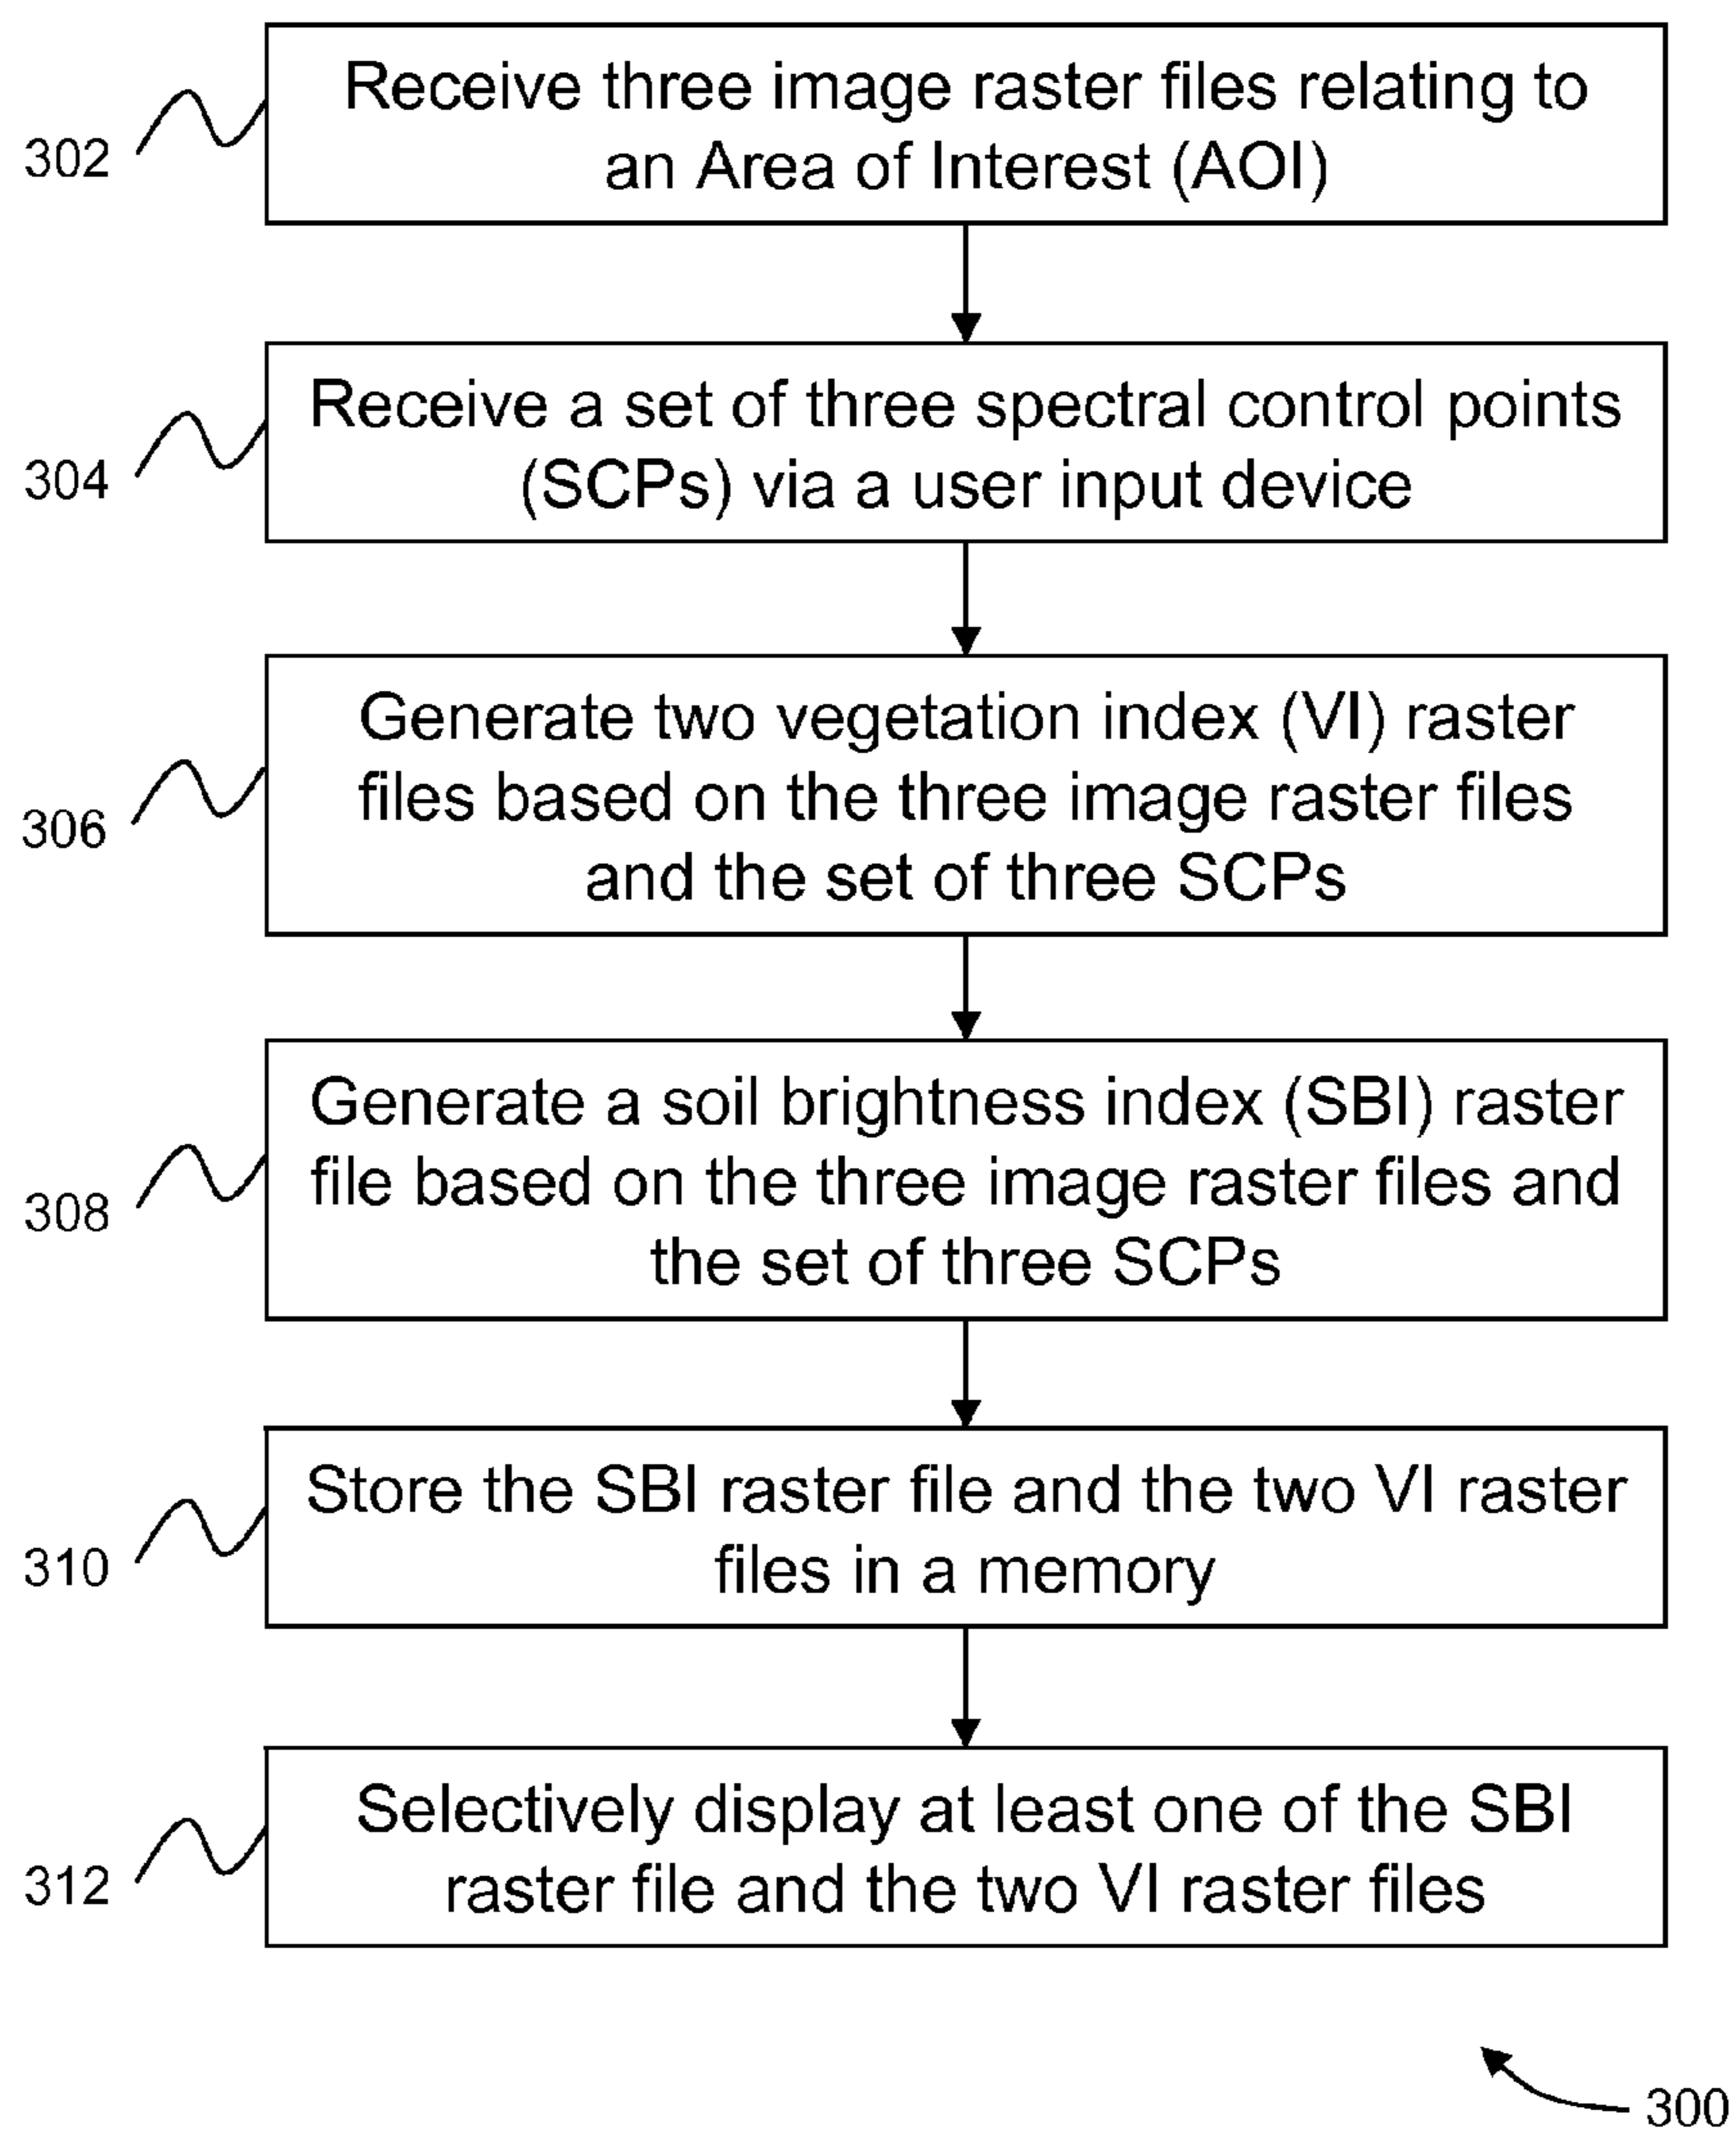 Receive three image raster files relating to
an Area of Interest (AOI)
302
Receive a set of three spectral control points
(SCPs) via a user input device
304
Generate two vegetation index (VI) raster
files based on the three image raster files
and the set of three SCPs
306
Generate a soil brightness index (SBI) raster
file based on the three image raster files and
the set of three SCPs
308
Store the SBI raster file and the two VI raster
files in a memory
310
Selectively display at least one of the SBI
raster file and the two VI raster files
312
300